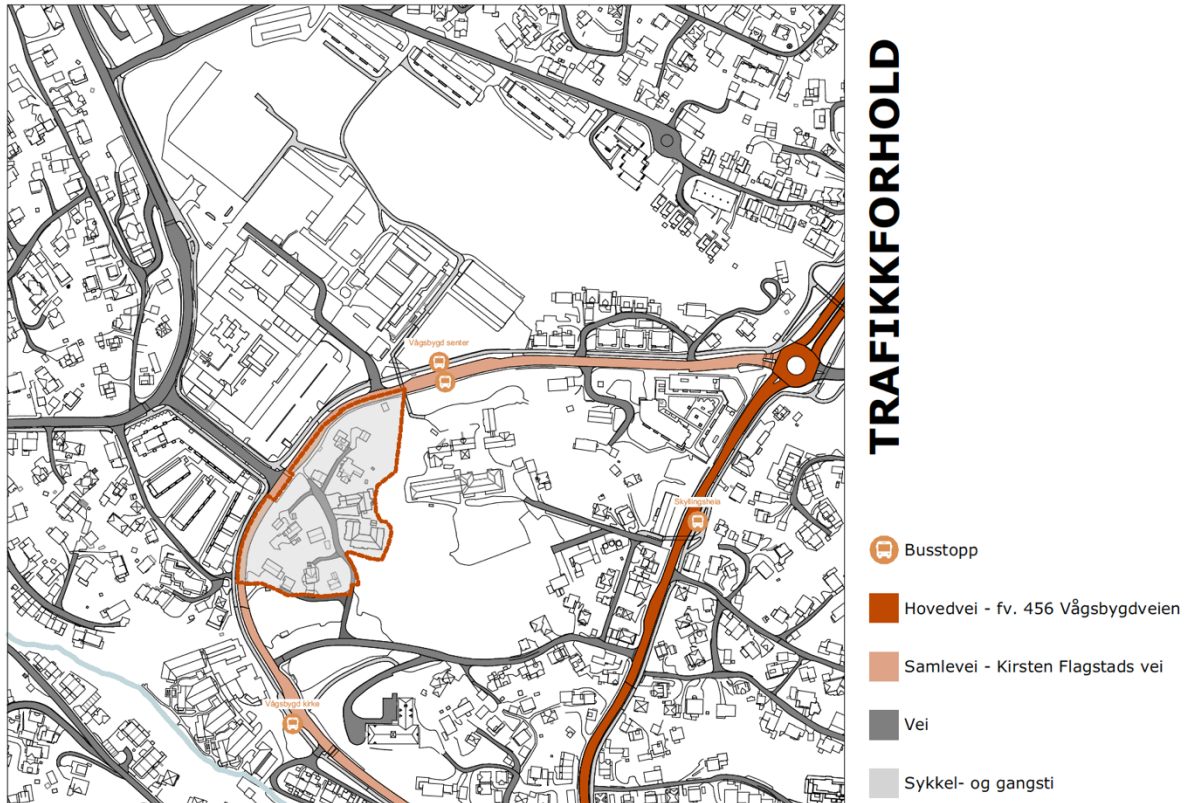 TRAFIKKFORHOLD
Vågsbygd senter
Skyllingsheia
Vågsbygd kirke
Busstopp
Hovedvei - fv. 456 Vågsbygdveien
Samlevei - Kirsten Flagstads vei
Vei
Sykkel- og gangsti